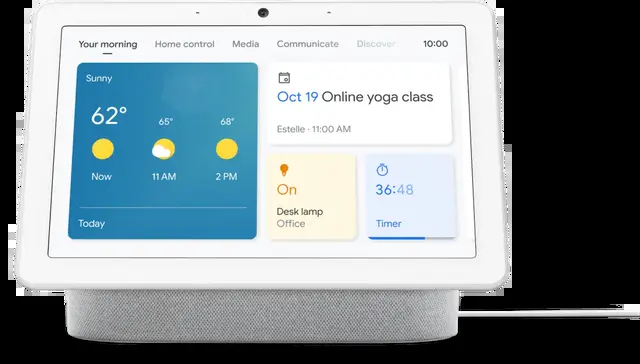 Your morning Home control Media Communicate Discover 10:00
Sunny
62° 65° 68°
Now 11 AM 2 PM
Today
Oct 19 Online yoga class
Estelle · 11:00 AM
On
Desk lamp
Office
36:48
Timer